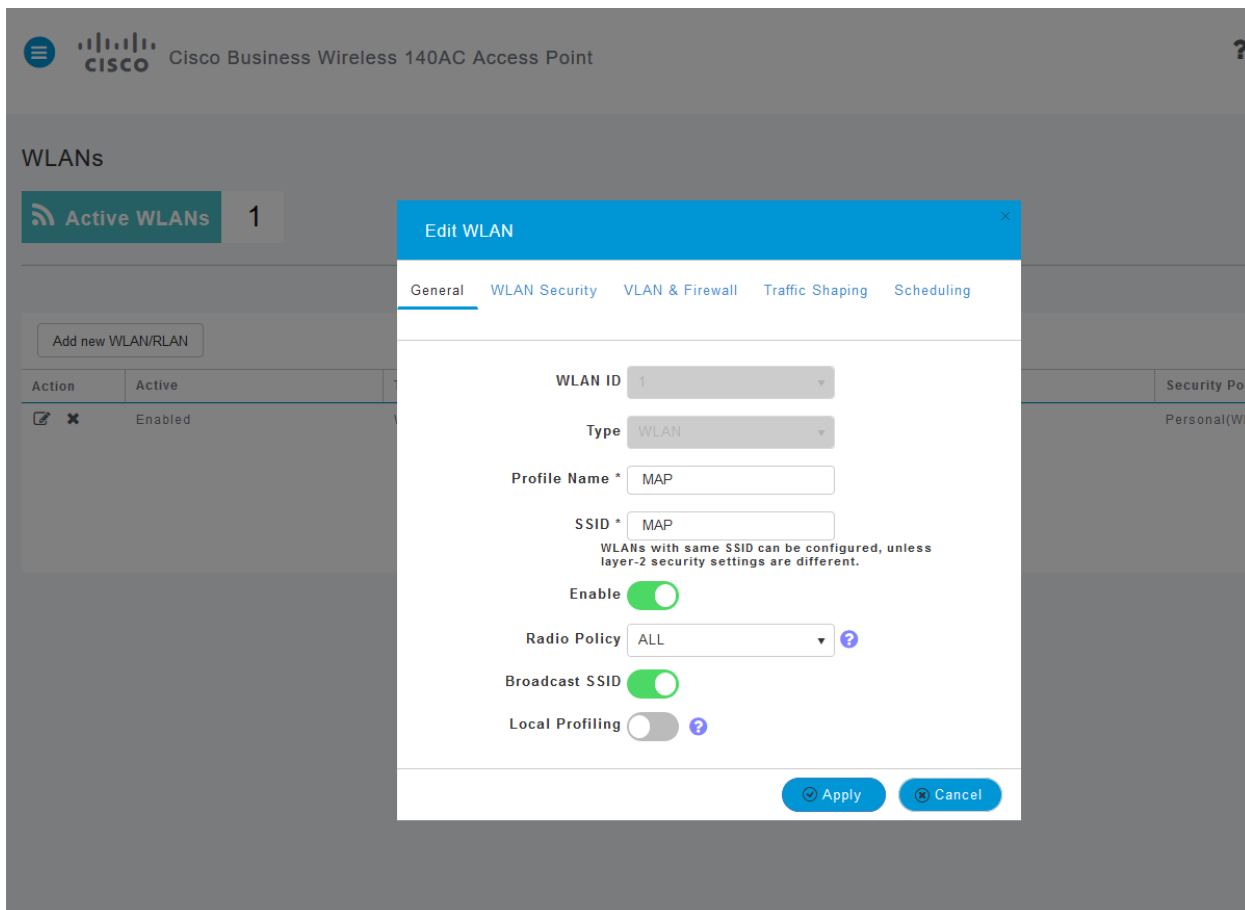 CISCO Cisco Business Wireless 140AC Access Point ?
WLANs
Active WLANs 1
Add new WLAN/RLAN
Action Active Security Po
Enabled Personal(W
Edit WLAN ×
General WLAN Security VLAN & Firewall Traffic Shaping Scheduling
WLAN ID 1
Type WLAN
Profile Name * MAP
SSID * MAP
WLANs with same SSID can be configured, unless
layer-2 security settings are different.
Enable
Radio Policy ALL ?
Broadcast SSID
Local Profiling ?
Apply Cancel